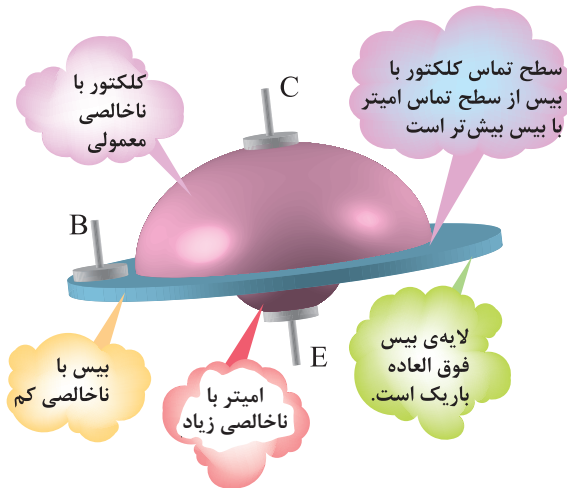 سطح تماس کلکتور با
بیس از سطح تماس امیتر
با بیس بیش‌تر است
کلکتور با
ناخالصی
معمولی
C
B
E
لایه‌ی بیس
فوق العاده
باریک است.
امیتر با
ناخالصی زیاد
بیس با
ناخالصی کم